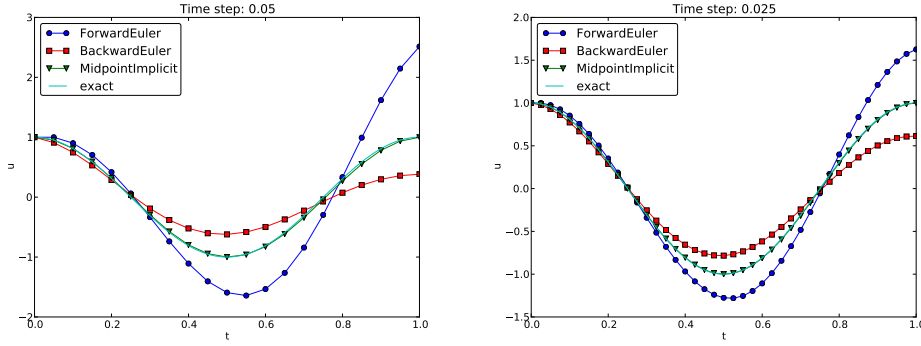 Time step: 0.05
3
2
1
0
−1
−2
u
ForwardEuler
BackwardEuler
MidpointImplicit
exact
0.0
0.2
0.4
0.6
0.8
1.0
t
Time step: 0.025
2.0
1.5
1.0
0.5
0.0
−0.5
−1.0
−1.5
u
ForwardEuler
BackwardEuler
MidpointImplicit
exact
0.0
0.2
0.4
0.6
0.8
1.0
t